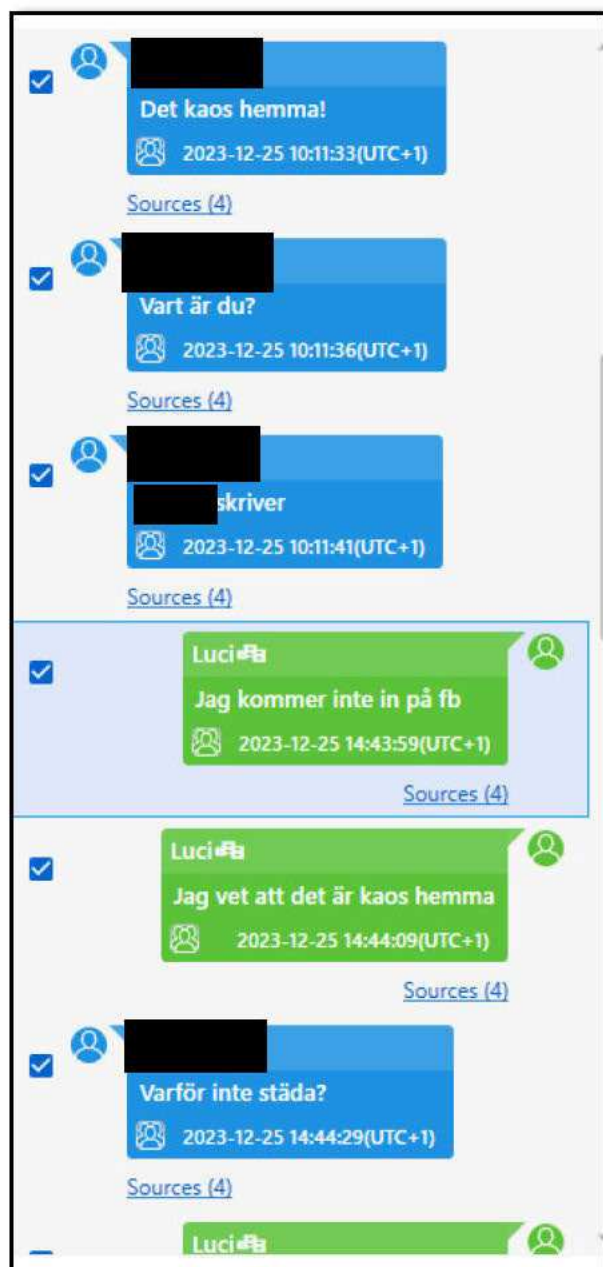 Det kaos hemma!
2023-12-25 10:11:33(UTC+1)
Sources (4)
Vart är du?
2023-12-25 10:11:36(UTC+1)
Sources (4)
skriver
2023-12-25 10:11:41(UTC+1)
Sources (4)
Luci
Jag kommer inte in på fb
2023-12-25 14:43:59(UTC+1)
Sources (4)
Luci
Jag vet att det är kaos hemma
2023-12-25 14:44:09(UTC+1)
Sources (4)
Varför inte städa?
2023-12-25 14:44:29(UTC+1)
Sources (4)
Luci